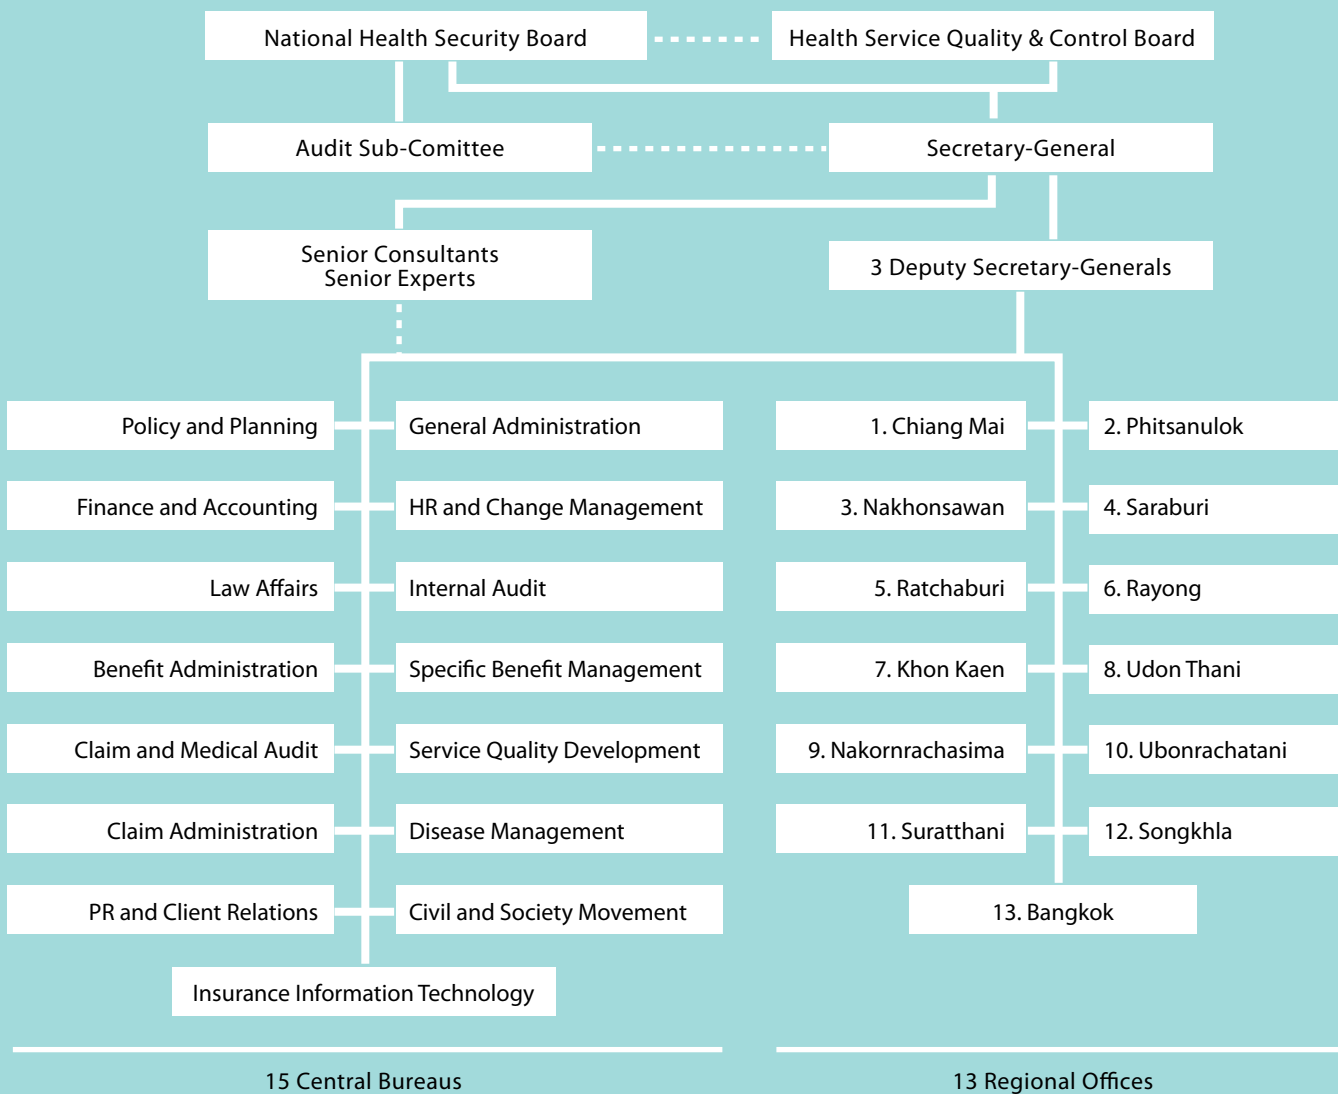 National Health Security Board
Health Service Quality & Control Board
Audit Sub-Comittee
Secretary-General
Senior Consultants
Senior Experts
3 Deputy Secretary-Generals
Policy and Planning
General Administration
1. Chiang Mai
2. Phitsanulok
Finance and Accounting
HR and Change Management
3. Nakhonsawan
4. Saraburi
Law Affairs
Internal Audit
5. Ratchaburi
6. Rayong
Benefit Administration
Specific Benefit Management
7. Khon Kaen
8. Udon Thani
Claim and Medical Audit
Service Quality Development
9. Nakornrachasima
10. Ubonrachatani
Claim Administration
Disease Management
11. Suratthani
12. Songkhla
PR and Client Relations
Civil and Society Movement
13. Bangkok
Insurance Information Technology
15 Central Bureaus
13 Regional Offices